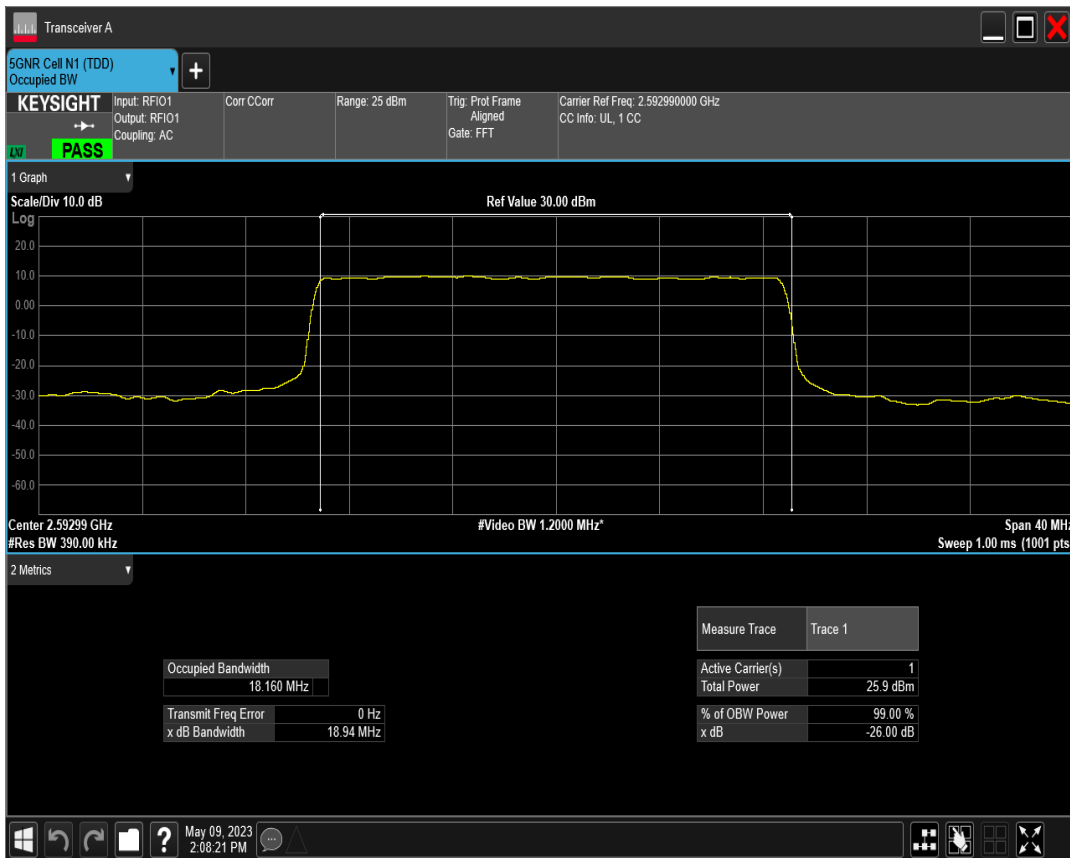 Transceiver A
5GNR Cell N1 (TDD)
Occupied BW
KEYSIGHT
LXI
PASS
Input: RFIO1
Output: RFIO1
Coupling: AC
Corr CCorr
Range: 25 dBm
Trig: Prot Frame
Aligned
Gate: FFT
Carrier Ref Freq: 2.592990000 GHz
CC Info: UL, 1 CC
1 Graph
Scale/Div 10.0 dB
Ref Value 30.00 dBm
Log
20.0
10.0
0.00
-10.0
-20.0
-30.0
-40.0
-50.0
-60.0
Center 2.59299 GHz
#Video BW 1.2000 MHz*
Span 40 MHz
#Res BW 390.00 kHz
Sweep 1.00 ms (1001 pts
2 Metrics
Measure Trace Trace 1
Occupied Bandwidth
18.160 MHz
Active Carrier(s) 1
Total Power 25.9 dBm
Transmit Freq Error 0 Hz
x dB Bandwidth 18.94 MHz
% of OBW Power 99.00 %
x dB -26.00 dB
May 09, 2023
2:08:21 PM